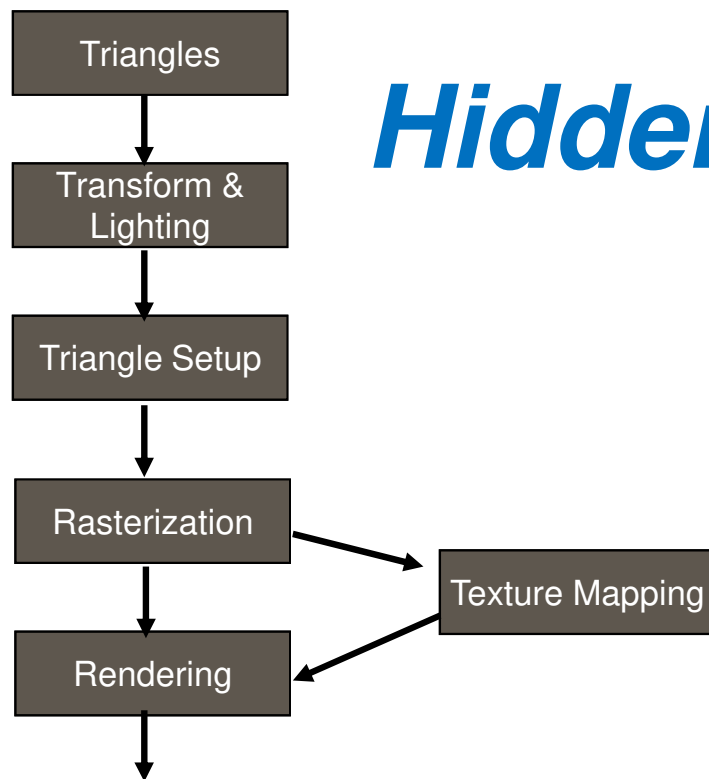 Triangles
Hidden
Transform &
Lighting
Triangle Setup
Rasterization
Texture Mapping
Rendering